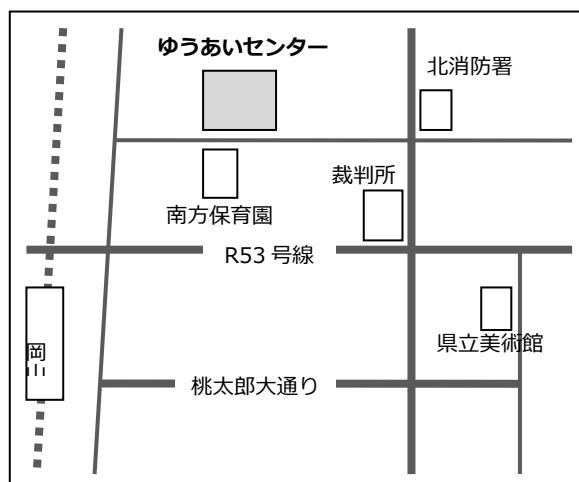 ゆうあいセンター
北消防署
裁判所
南方保育園
R53 号線
岡山
県立美術館
桃太郎大通り